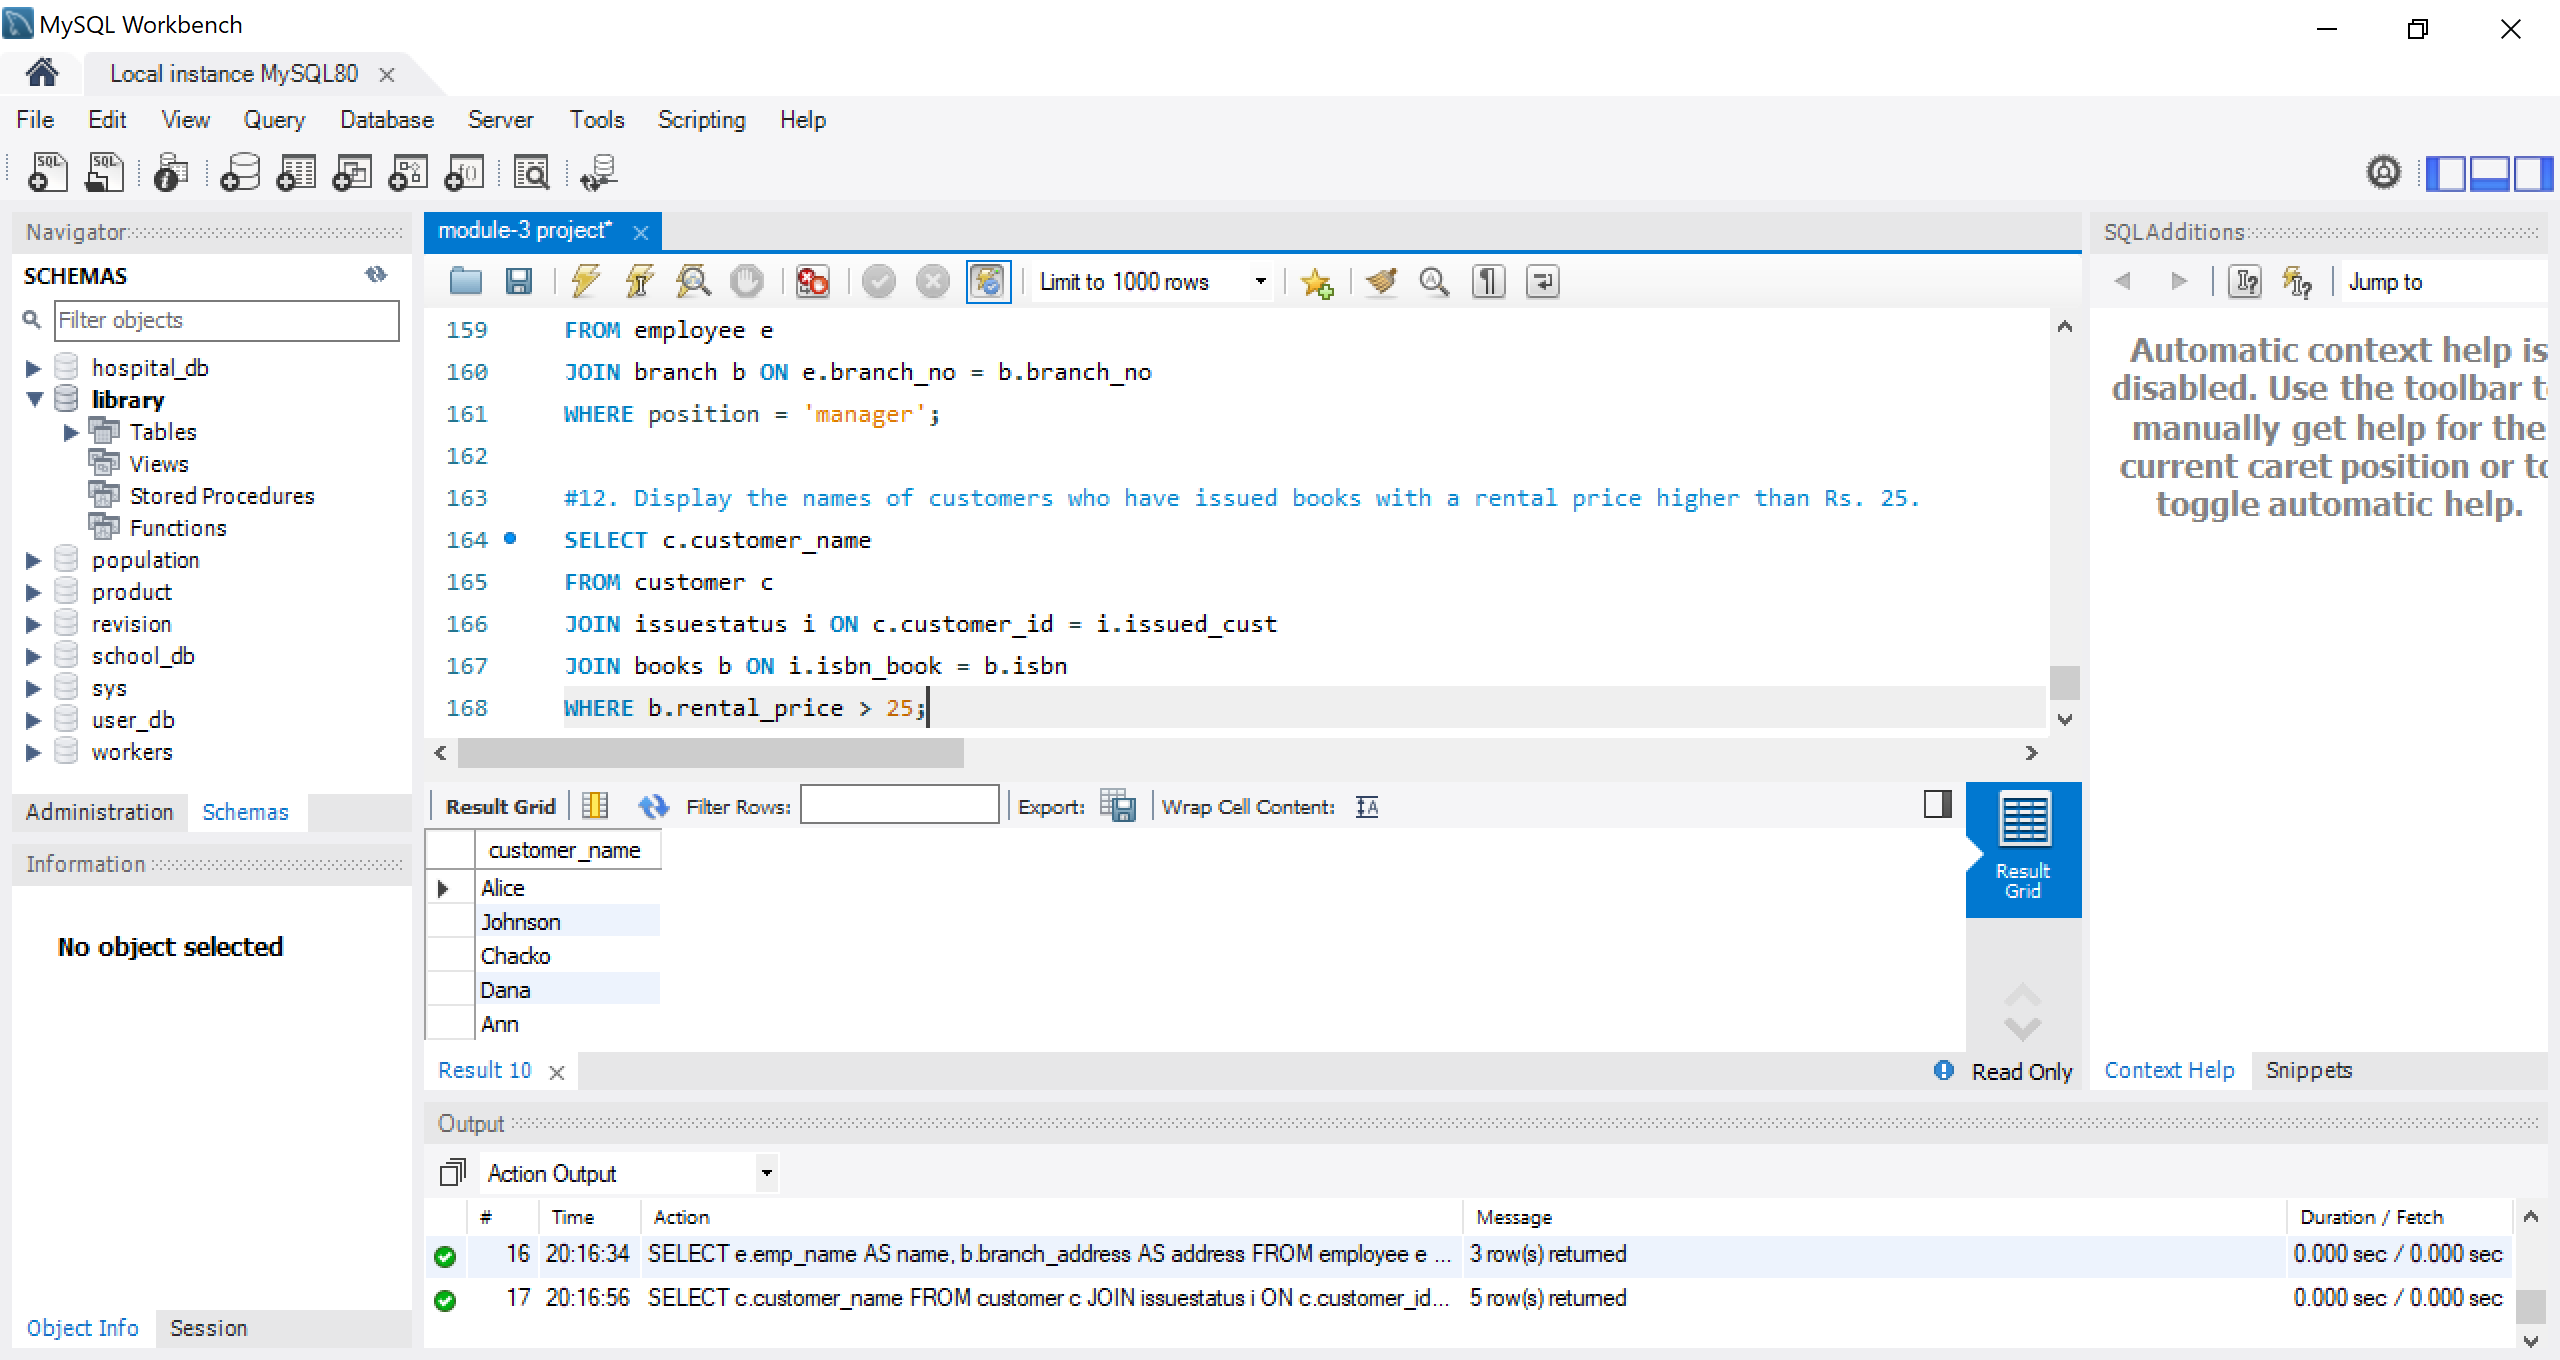 MySQL Workbench
Local instance MySQL80
File Edit View Query Database Server Tools Scripting Help
Navigator
SCHEMAS
Filter objects
hospital_db
library
Tables
Views
Stored Procedures
Functions
population
product
revision
school_db
sys
user_db
workers
Administration Schemas
Information
No object selected
Object Info Session
module-3 project*
Limit to 1000 rows
159 FROM employee e
160 JOIN branch b ON e.branch_no = b.branch_no
161 WHERE position = 'manager';
162
163 #12. Display the names of customers who have issued books with a rental price higher than Rs. 25.
164 SELECT c.customer_name
165 FROM customer c
166 JOIN issuestatus i ON c.customer_id = i.issued_cust
167 JOIN books b ON i.isbn_book = b.isbn
168 WHERE b.rental_price > 25;
Result Grid Filter Rows: Export: Wrap Cell Content:
customer_name
Alice
Johnson
Chacko
Dana
Ann
Result
Grid
Result 10
Read Only
SQLAdditions
Jump to
Automatic context help is
disabled. Use the toolbar t
manually get help for the
current caret position or to
toggle automatic help.
Context Help Snippets
Output
Action Output
# Time Action Message Duration / Fetch
16 20:16:34 SELECT e.emp_name AS name, b.branch_address AS address FROM employee e ... 3 row(s) returned 0.000 sec / 0.000 sec
17 20:16:56 SELECT c.customer_name FROM customer c JOIN issuestatus i ON c.customer_id... 5 row(s) returned 0.000 sec / 0.000 sec